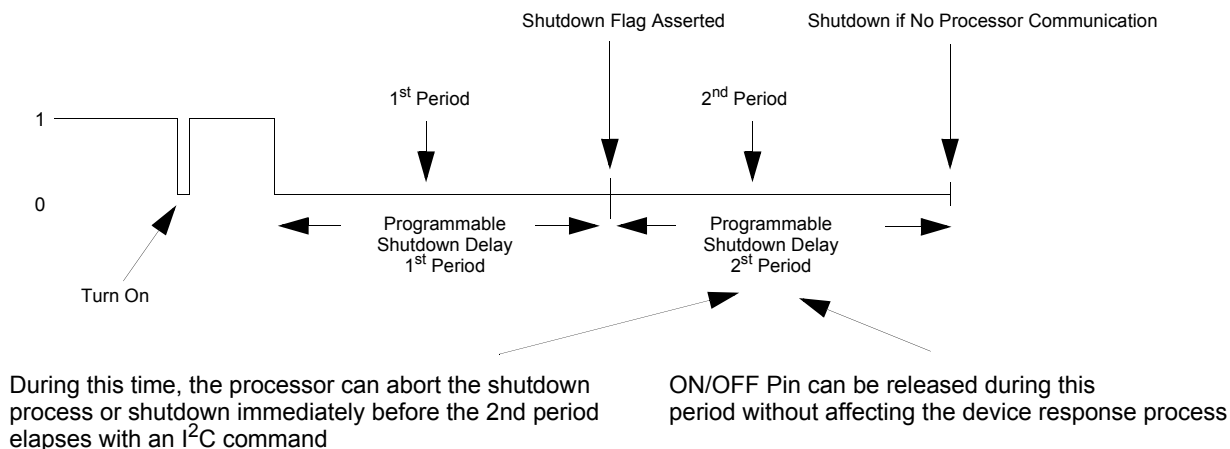 Shutdown Flag Asserted
Shutdown if No Processor Communication
1st Period
2nd Period
1
0
Programmable
Shutdown Delay
1st Period
Programmable
Shutdown Delay
2st Period
Turn On
During this time, the processor can abort the shutdown
process or shutdown immediately before the 2nd period
elapses with an I2C command
ON/OFF Pin can be released during this
period without affecting the device response process